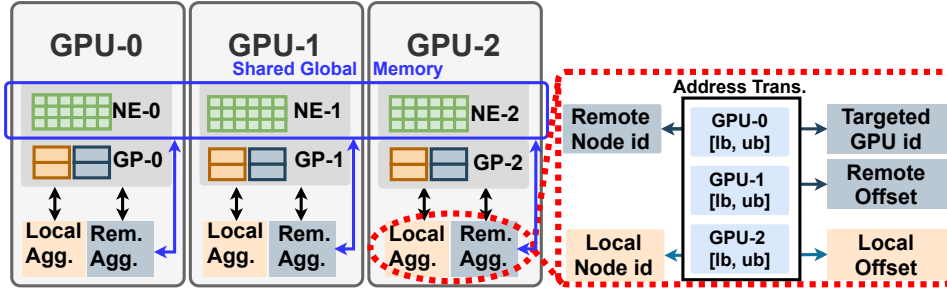 GPU-0
GPU-1
GPU-2
Shared Global Memory
NE-0
NE-1
NE-2
GP-0
GP-1
GP-2
Local
Agg.
Rem.
Agg.
Local
Agg.
Rem.
Agg.
Local
Agg.
Rem.
Agg.
Address Trans.
Remote
Node id
GPU-0
[lb, ub]
Targeted
GPU id
GPU-1
[lb, ub]
Remote
Offset
Local
Node id
GPU-2
[lb, ub]
Local
Offset